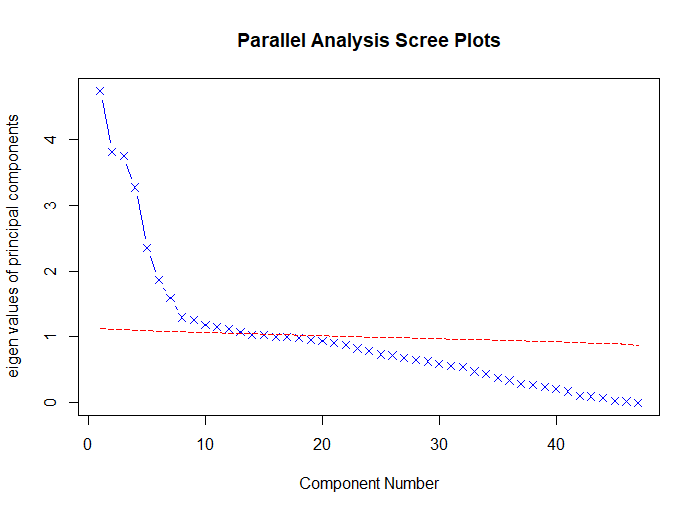 Parallel Analysis Scree Plots
eigen values of principal components
4
3
2
1
0
0 10 20 30 40
Component Number